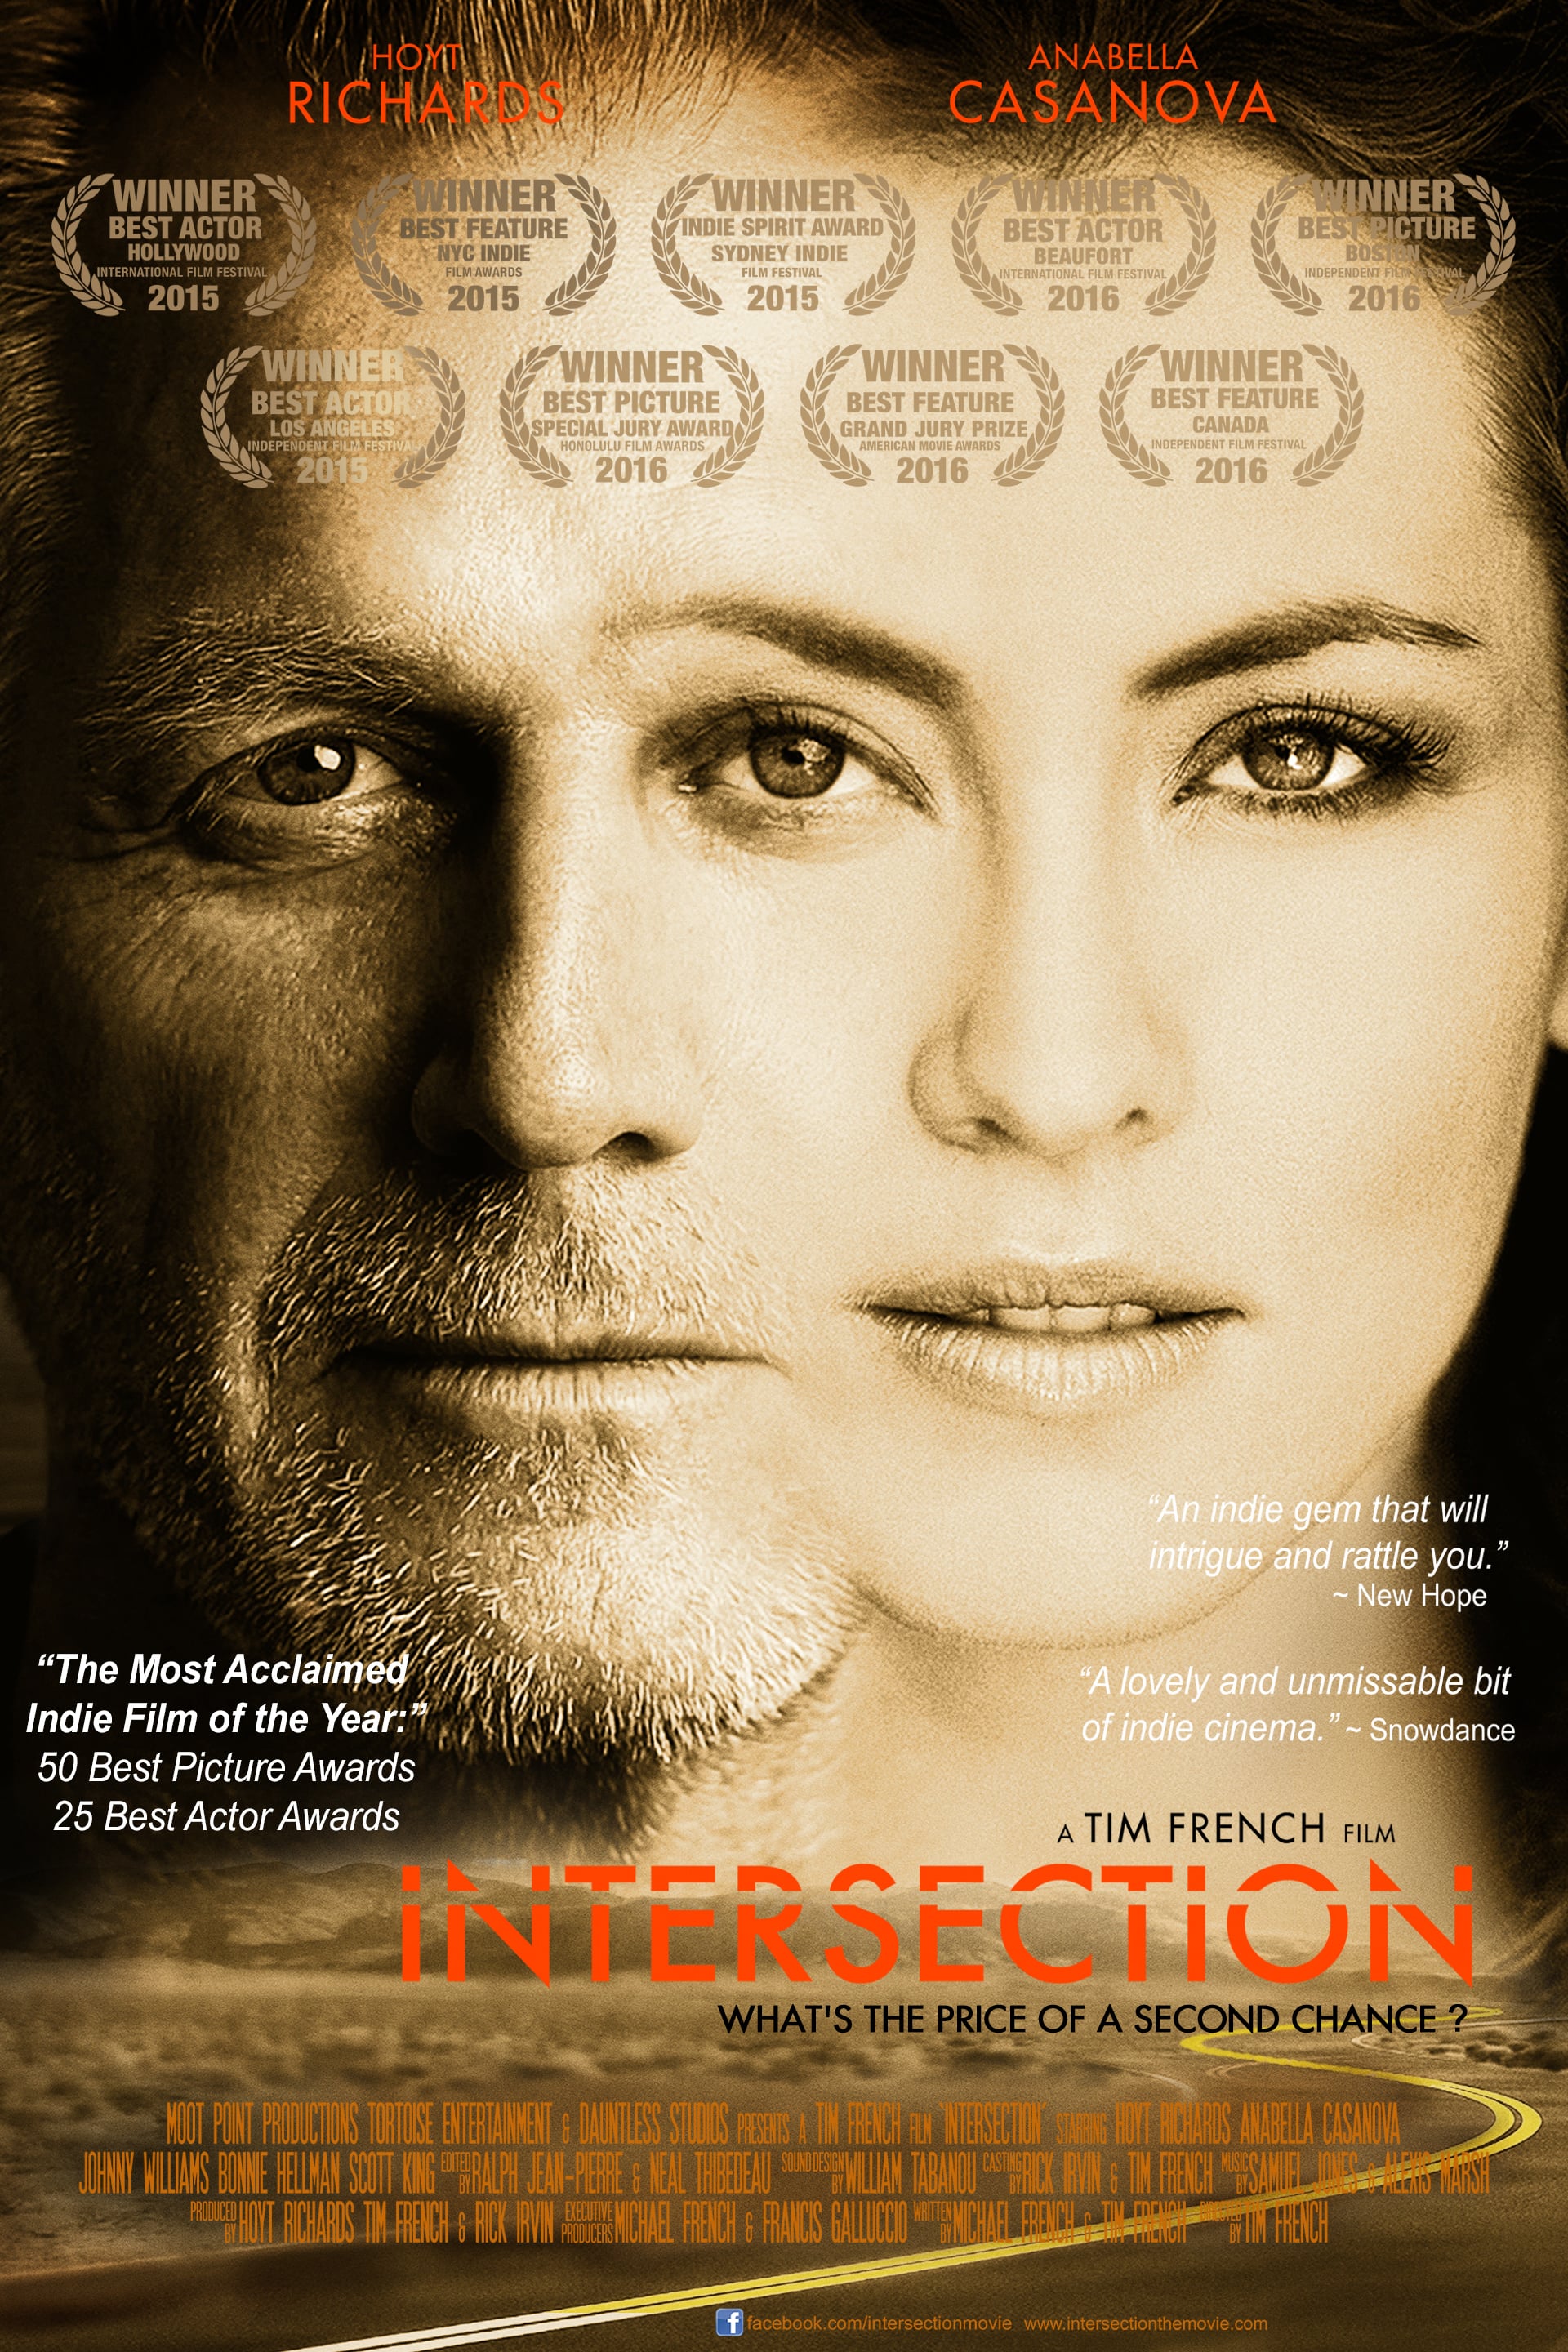 HOYT
RICHARDS
ANABELLA
CASANOVA
WINNER
BEST ACTOR
HOLLYWOOD
INTERNATIONAL FILM FESTIVAL
2015
WINNER
BEST FEATURE
NYC INDIE
FILM AWARDS
2015
WINNER
INDIE SPIRIT AWARD
SYDNEY INDIE
FILM FESTIVAL
2015
WINNER
BEST ACTOR
BEAUFORT
INTERNATIONAL FILM FESTIVAL
2016
WINNER
BEST PICTURE
BOSTON
INDEPENDENT FILM FESTIVAL
2016
WINNER
BEST ACTOR
LOS ANGELES
INDEPENDENT FILM FESTIVAL
2015
WINNER
BEST PICTURE
SPECIAL JURY AWARD
HONOLULU FILM AWARDS
2016
WINNER
BEST FEATURE
GRAND JURY PRIZE
AMERICAN MOVIE AWARDS
2016
WINNER
BEST FEATURE
CANADA
INDEPENDENT FILM FESTIVAL
2016
“An indie gem that will
intrigue and rattle you.”
~ New Hope
“The Most Acclaimed
Indie Film of the Year:”
50 Best Picture Awards
25 Best Actor Awards
“A lovely and unmissable bit
of indie cinema.” ~ Snowdance
A TIM FRENCH FILM
INTERSECTION
WHAT'S THE PRICE OF A SECOND CHANCE ?
MOOT POINT PRODUCTIONS TORTOISE ENTERTAINMENT & DAUNTLESS STUDIOS PRESENTS A TIM FRENCH FILM 'INTERSECTION' STARRING HOYT RICHARDS ANABELLA CASANOVA
JOHNNY WILLIAMS BONNIE HELLMAN SCOTT KING EDITED BY RALPH JEAN-PIERRE & NEAL THIBEDEAU SOUND DESIGN BY WILLIAM TABANOU CASTING BY RICK IRVIN & TIM FRENCH MUSIC BY SAMUEL JONES & ALEXIS MARSH
PRODUCED BY HOYT RICHARDS TIM FRENCH & RICK IRVIN EXECUTIVE PRODUCERS MICHAEL FRENCH & FRANCIS GALLUCCIO WRITTEN BY MICHAEL FRENCH & TIM FRENCH DIRECTED BY TIM FRENCH
f facebook.com/intersectionmovie www.intersectionthemovie.com